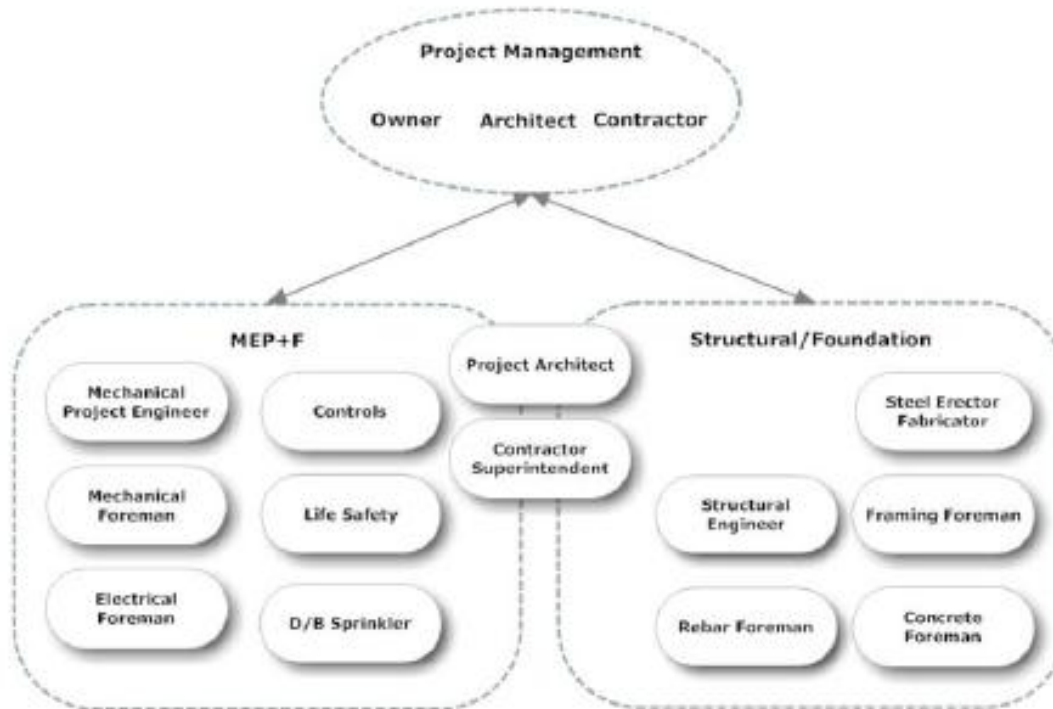 Project Management
Owner Architect Contractor
MEP+F
Mechanical
Project Engineer
Controls
Mechanical
Foreman
Life Safety
Electrical
Foreman
D/B Sprinkler
Project Architect
Contractor
Superintendent
Structural/Foundation
Steel Erector
Fabricator
Structural
Engineer
Framing Foreman
Rebar Foreman
Concrete
Foreman